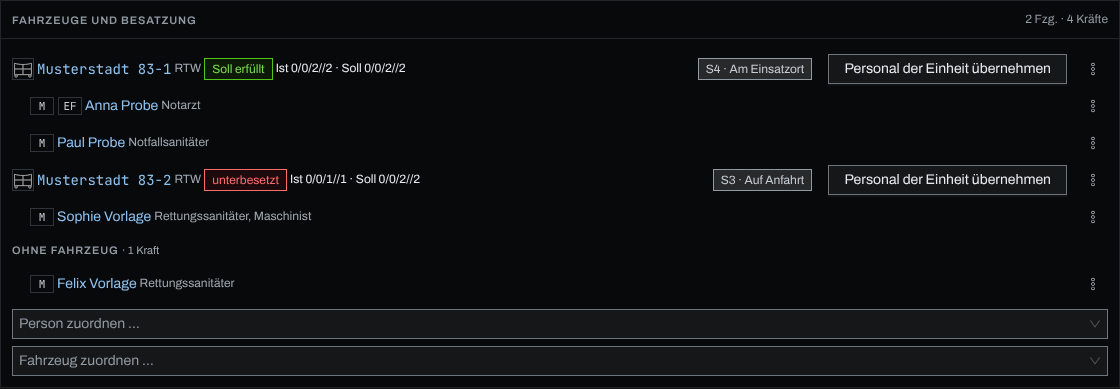 FAHRZEUGE UND BESATZUNG 2 Fzg. · 4 Kräfte
Musterstadt 83-1 RTW Soll erfüllt Ist 0/0/2//2 · Soll 0/0/2//2 S4 · Am Einsatzort Personal der Einheit übernehmen
M EF Anna Probe Notarzt
M Paul Probe Notfallsanitäter
Musterstadt 83-2 RTW unterbesetzt Ist 0/0/1//1 · Soll 0/0/2//2 S3 · Auf Anfahrt Personal der Einheit übernehmen
M Sophie Vorlage Rettungssanitäter, Maschinist
OHNE FAHRZEUG · 1 Kraft
M Felix Vorlage Rettungssanitäter
Person zuordnen ...
Fahrzeug zuordnen ...